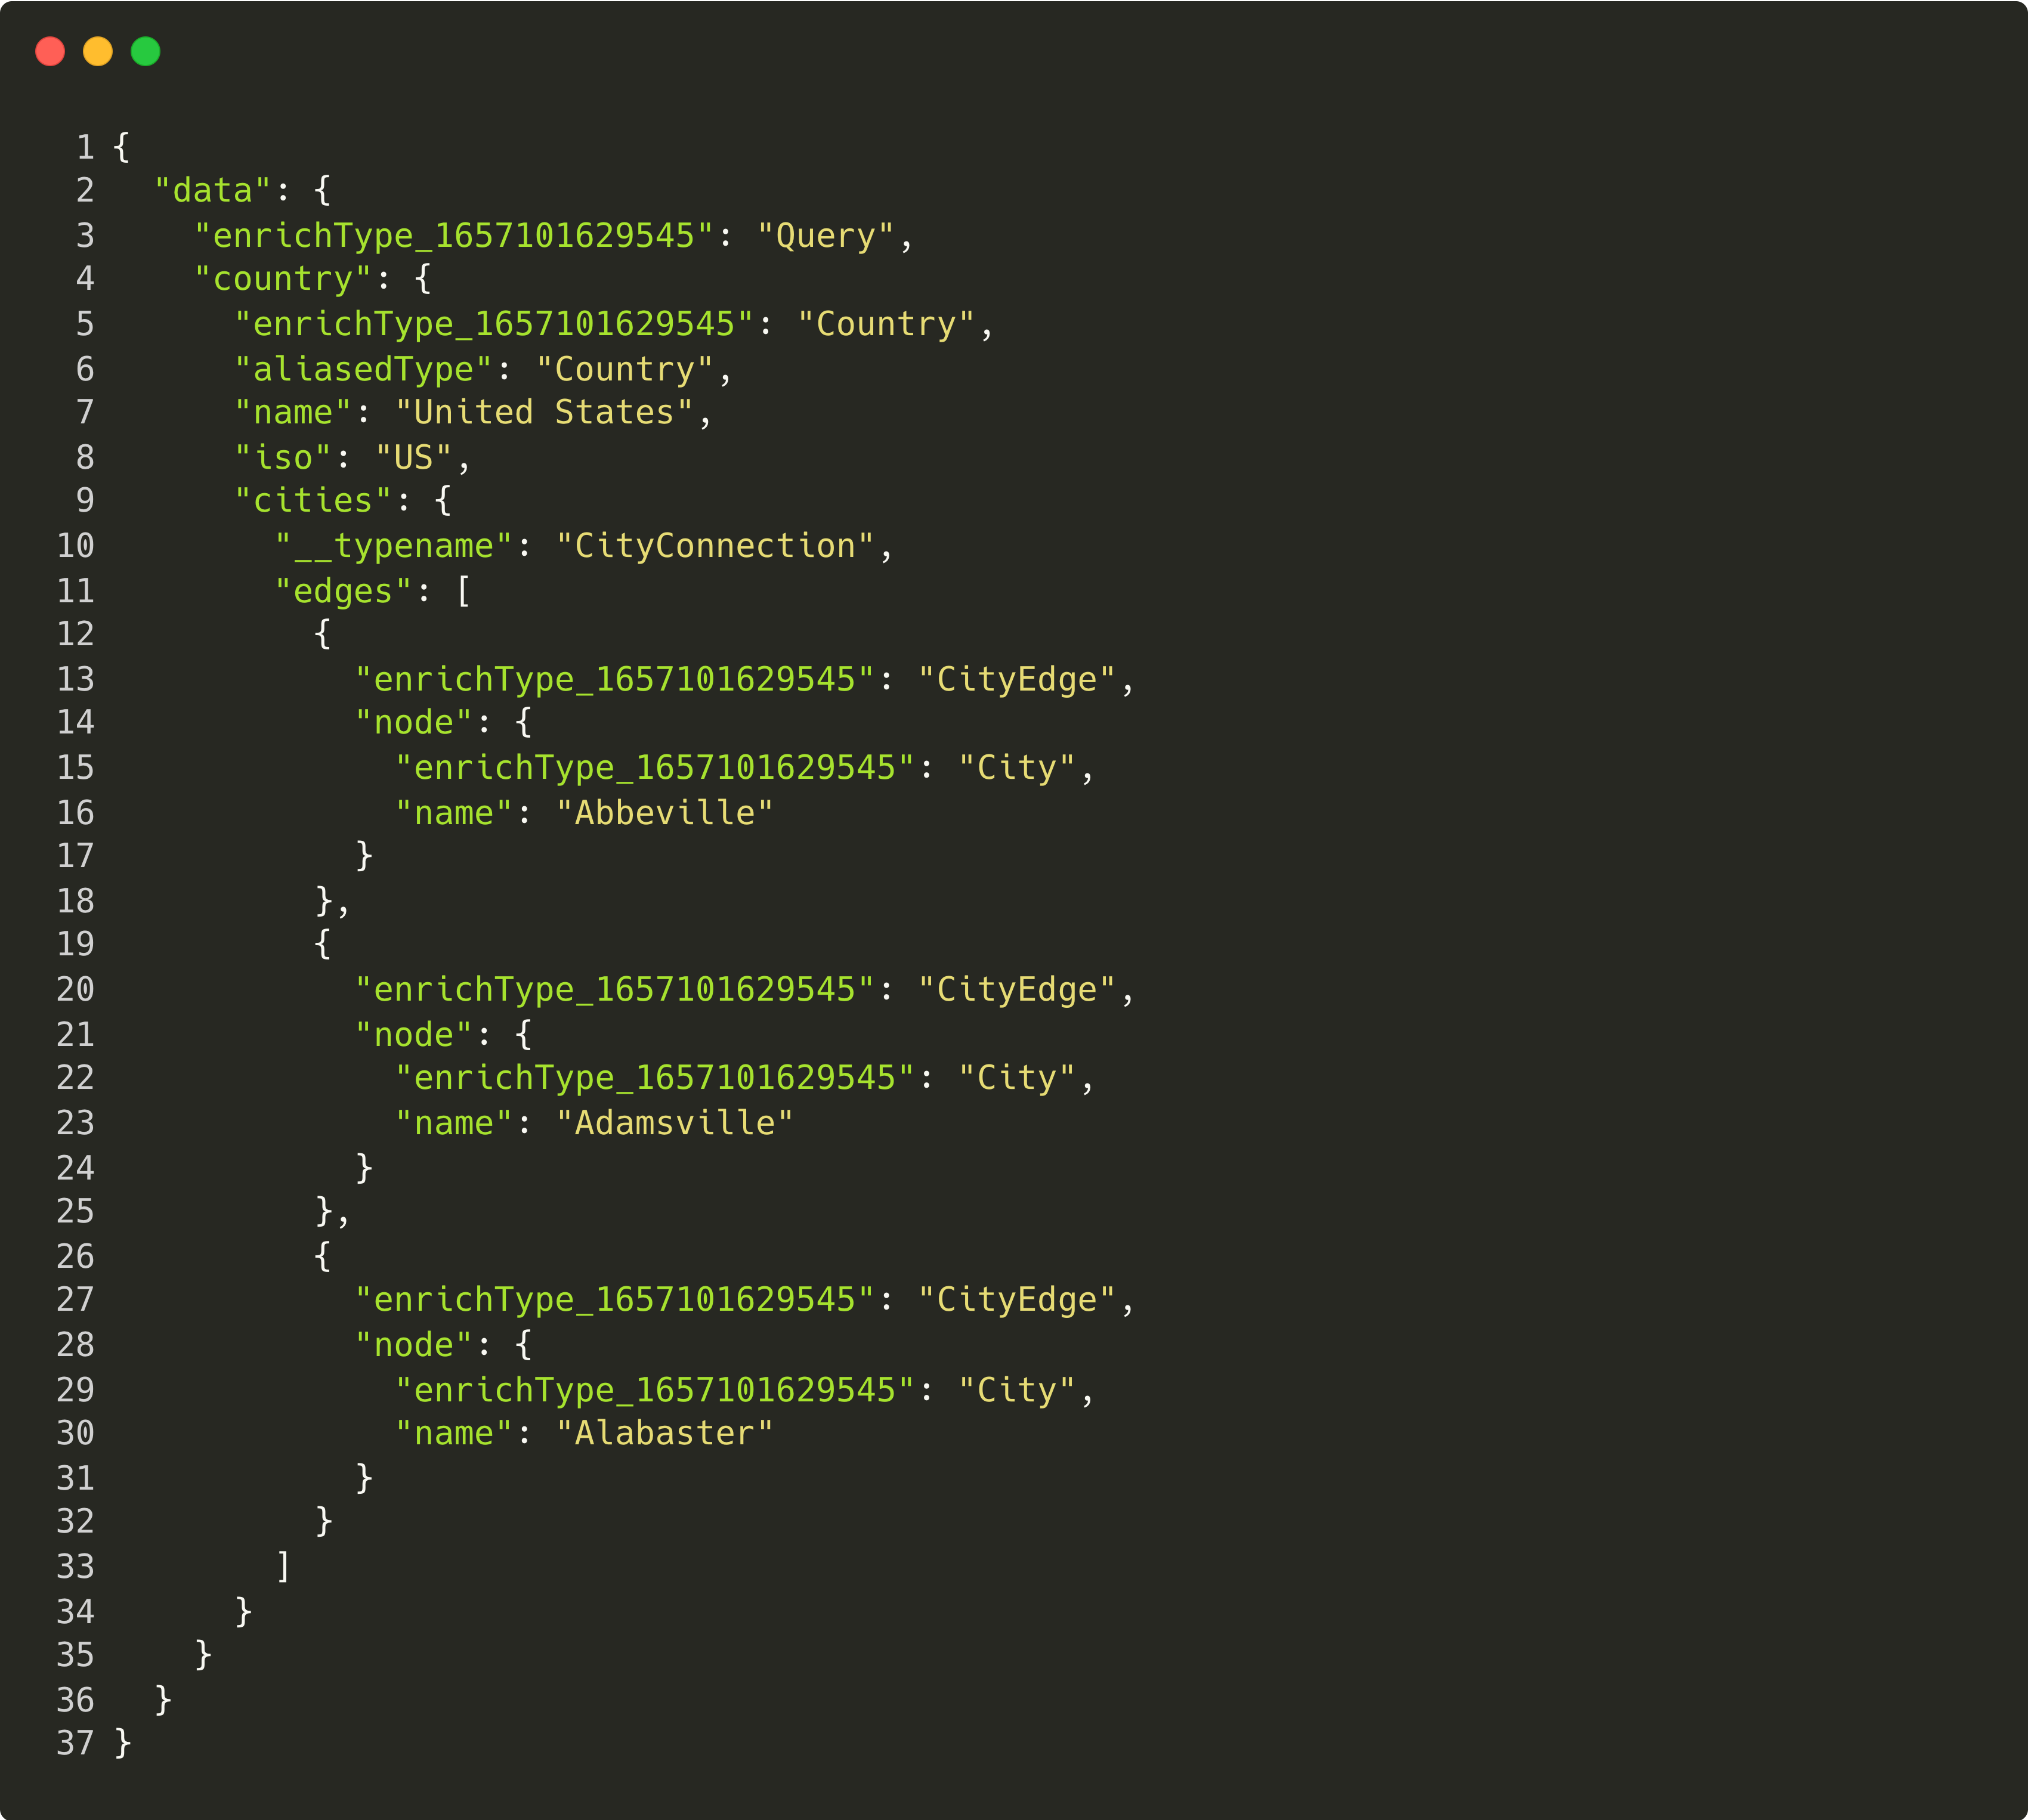 1 {
2   "data": {
3     "enrichType_1657101629545": "Query",
4     "country": {
5       "enrichType_1657101629545": "Country",
6       "aliasedType": "Country",
7       "name": "United States",
8       "iso": "US",
9       "cities": {
10         "__typename": "CityConnection",
11         "edges": [
12           {
13             "enrichType_1657101629545": "CityEdge",
14             "node": {
15               "enrichType_1657101629545": "City",
16               "name": "Abbeville"
17             }
18           },
19           {
20             "enrichType_1657101629545": "CityEdge",
21             "node": {
22               "enrichType_1657101629545": "City",
23               "name": "Adamsville"
24             }
25           },
26           {
27             "enrichType_1657101629545": "CityEdge",
28             "node": {
29               "enrichType_1657101629545": "City",
30               "name": "Alabaster"
31             }
32           }
33         ]
34       }
35     }
36   }
37 }